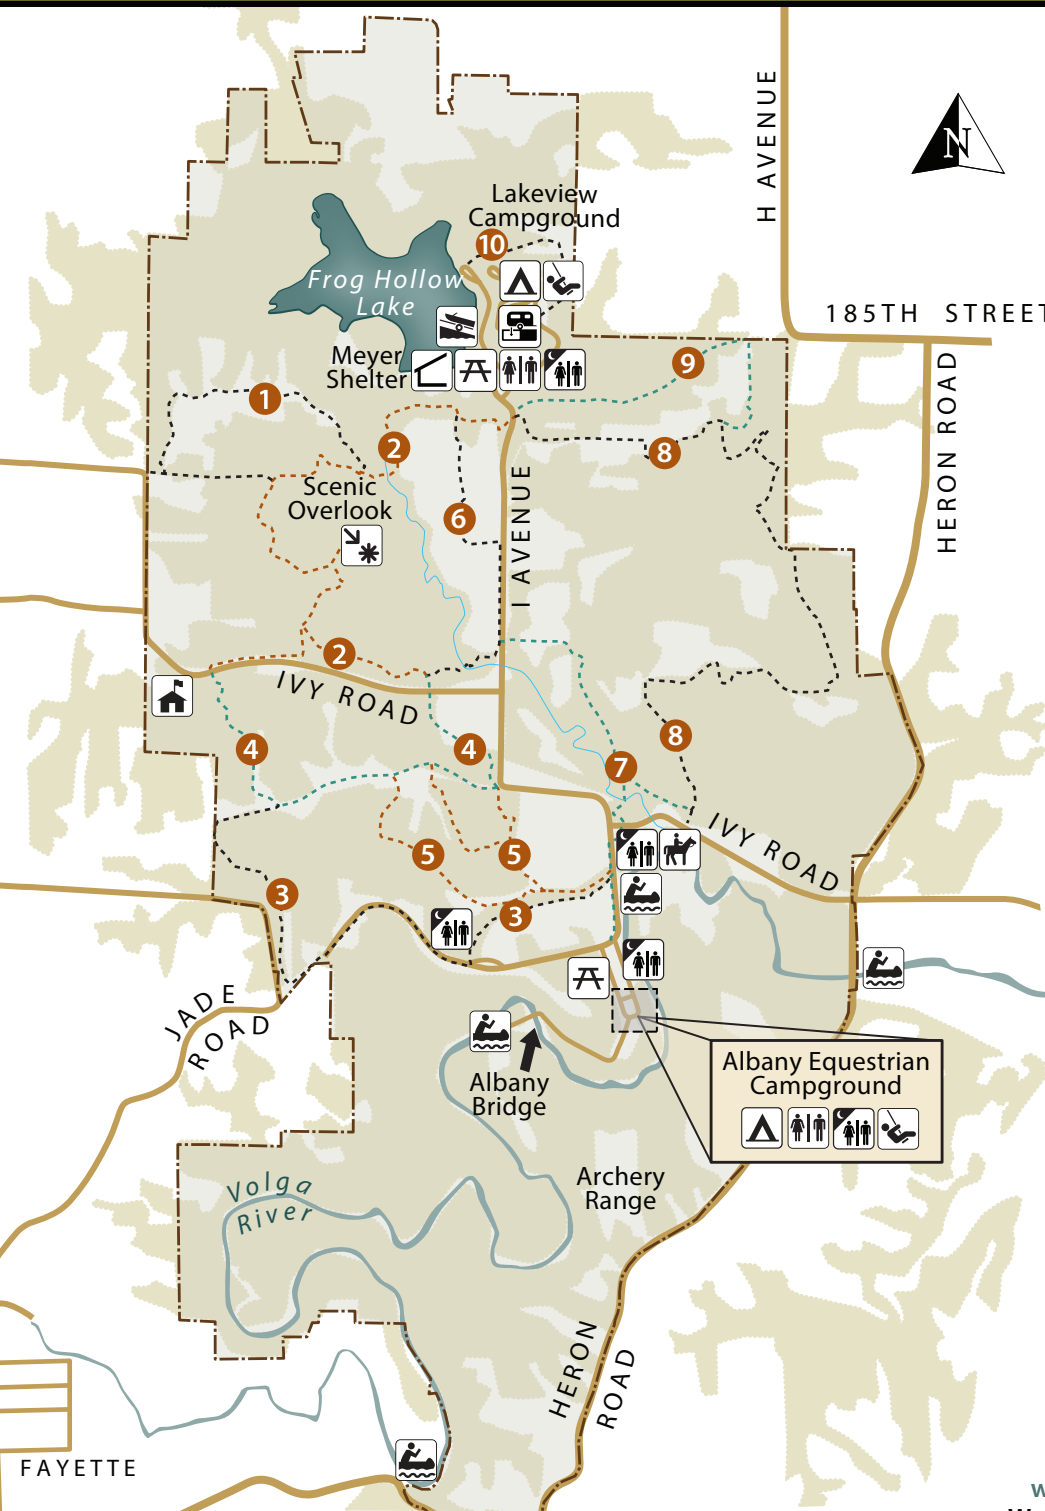 H AVENUE
N
Lakeview
Campground
10
Frog Hollow
Lake
185TH STREET
Meyer
Shelter
9
HERON ROAD
1
2
8
Scenic
Overlook
I AVENUE
6
2
IVY ROAD
4
4
8
7
IVY ROAD
5
5
3
3
JADE
ROAD
Albany
Bridge
Albany Equestrian
Campground
Archery
Range
Volga
River
HERON
ROAD
FAYETTE